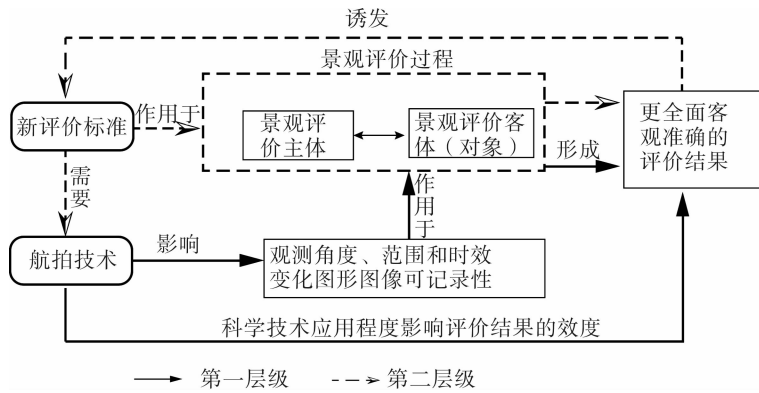 诱发
景观评价过程
新评价标准
作用于
景观评
价主体
景观评价客
体（对象）
形成
更全面客
观准确的
评价结果
需要
作用于
航拍技术
影响
观测角度、范围和时效
变化图形图像可记录性
科学技术应用程度影响评价结果的效度
第一层级
第二层级